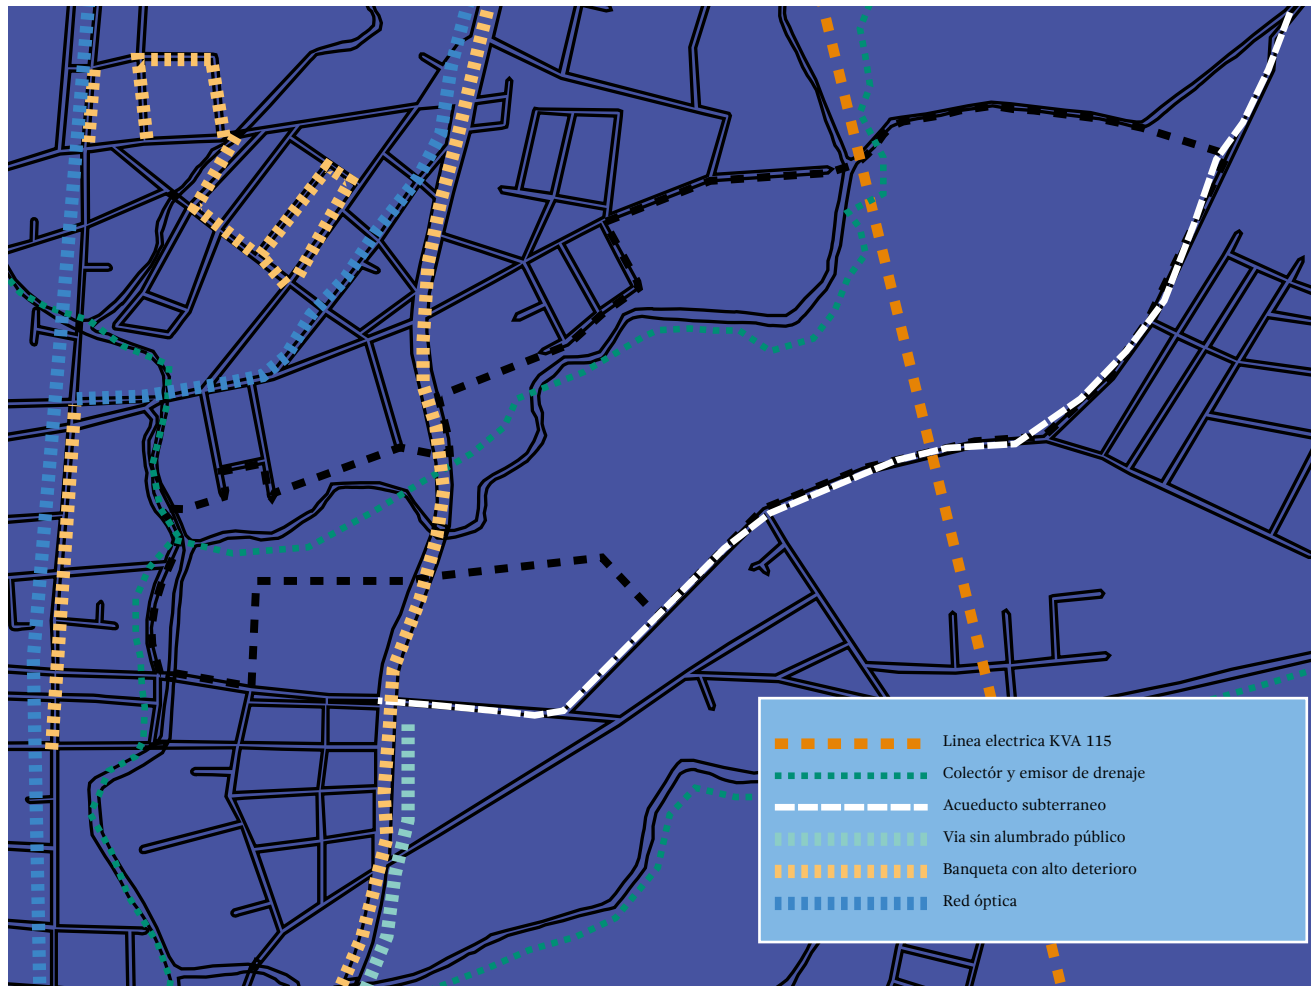 Linea electrica KVA 115
Colectór y emisor de drenaje
Acueducto subterraneo
Via sin alumbrado público
Banqueta con alto deterioro
Red óptica